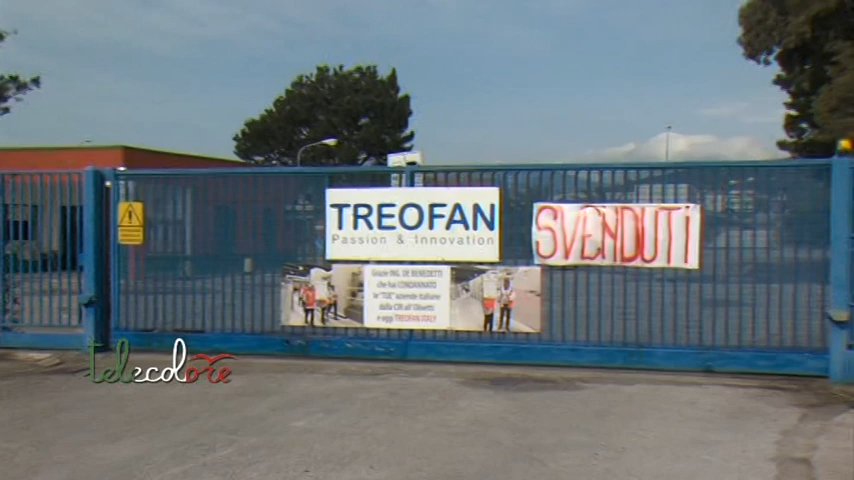 TREOFAN
Passion & Innovation
SVENDUTi
Grazie ING. DE BENEDETTI
che hai CONDANNATO
le "TUE" aziende italiane
dalla CIR all'Olivetti
e oggi TREOFAN ITALY
telecolore